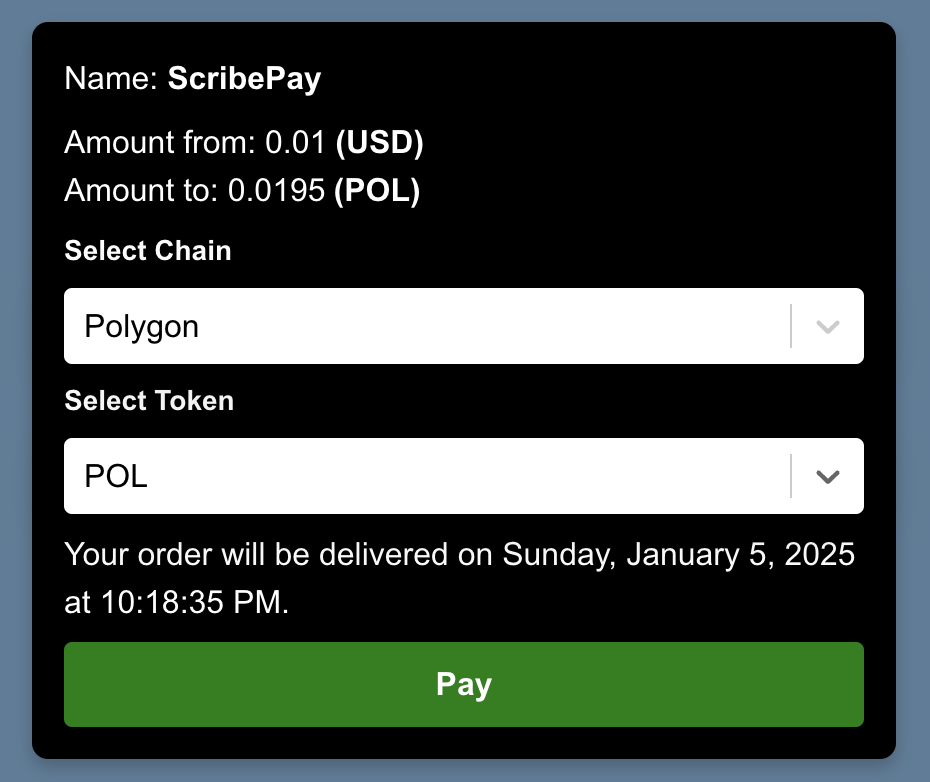 Name: ScribePay
Amount from: 0.01 (USD)
Amount to: 0.0195 (POL)
Select Chain
Polygon
Select Token
POL
Your order will be delivered on Sunday, January 5, 2025
at 10:18:35 PM.
Pay